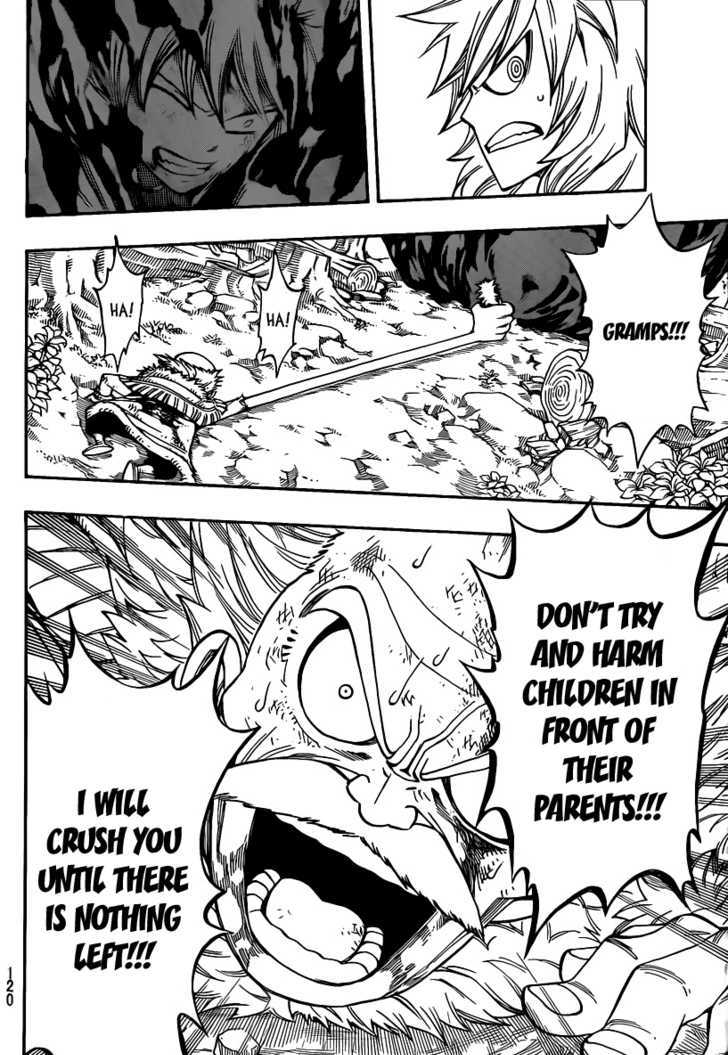 GRAMPS!!!
HA!
HA!
DON'T TRY
AND HARM
CHILDREN IN
FRONT OF
THEIR
PARENTS!!!
I WILL
CRUSH YOU
UNTIL THERE
IS NOTHING
LEFT!!!
120